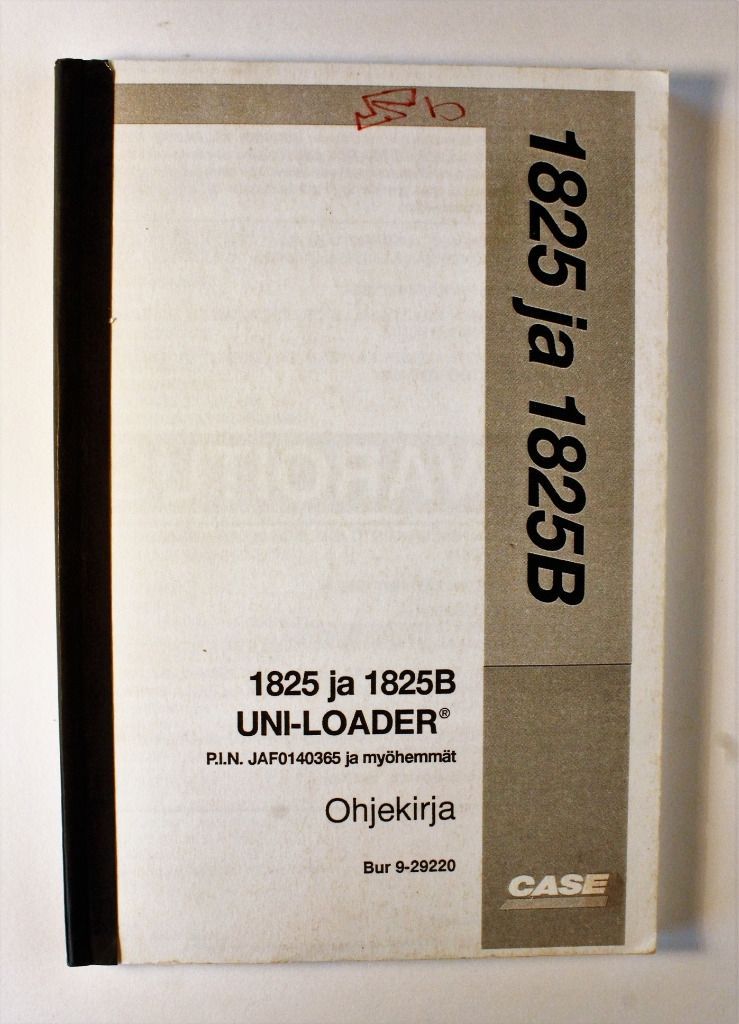 1825 ja 1825B
1825 ja 1825B
UNI-LOADER®
P.I.N. JAF0140365 ja myöhemmät
Ohjekirja
Bur 9-29220
CASE